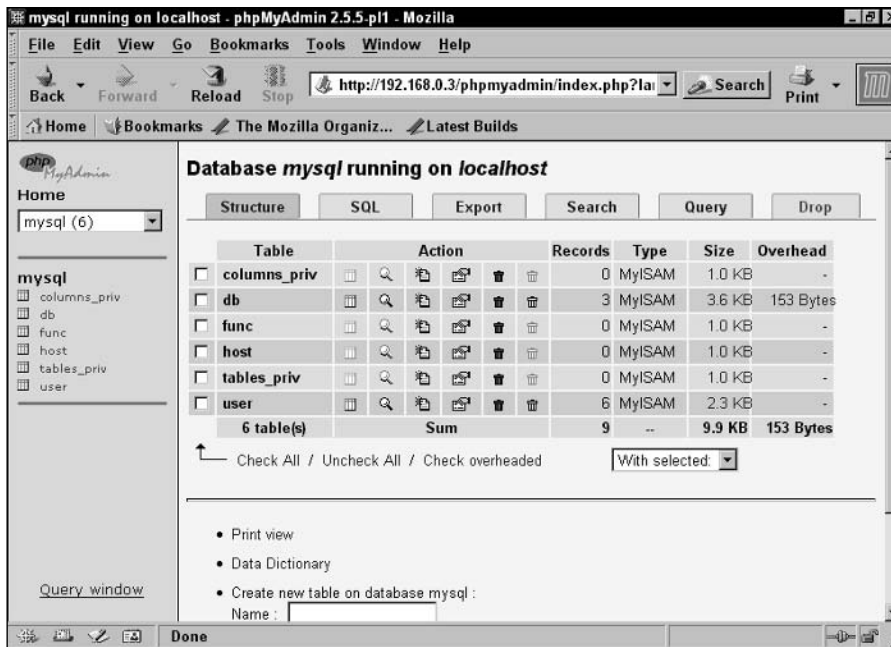 mysql running on localhost - phpMyAdmin 2.5.5-pl1 - Mozilla
File Edit View Go Bookmarks Tools Window Help
Back Forward Reload Stop http://192.168.0.3/phpmyadmin/index.php?la Search Print
Home Bookmarks The Mozilla Organiz... Latest Builds
php MyAdmin
Home
mysql (6)
mysql
columns_priv
db
func
host
tables_priv
user
Query window
Database mysql running on localhost
Structure SQL Export Search Query Drop
Table Action Records Type Size Overhead
columns_priv 0 MyISAM 1.0 KB -
db 3 MyISAM 3.6 KB 153 Bytes
func 0 MyISAM 1.0 KB -
host 0 MyISAM 1.0 KB -
tables_priv 0 MyISAM 1.0 KB -
user 6 MyISAM 2.3 KB -
6 table(s) Sum 9 -- 9.9 KB 153 Bytes
Check All / Uncheck All / Check overheaded With selected:
• Print view
• Data Dictionary
• Create new table on database mysql :
Name :
Done